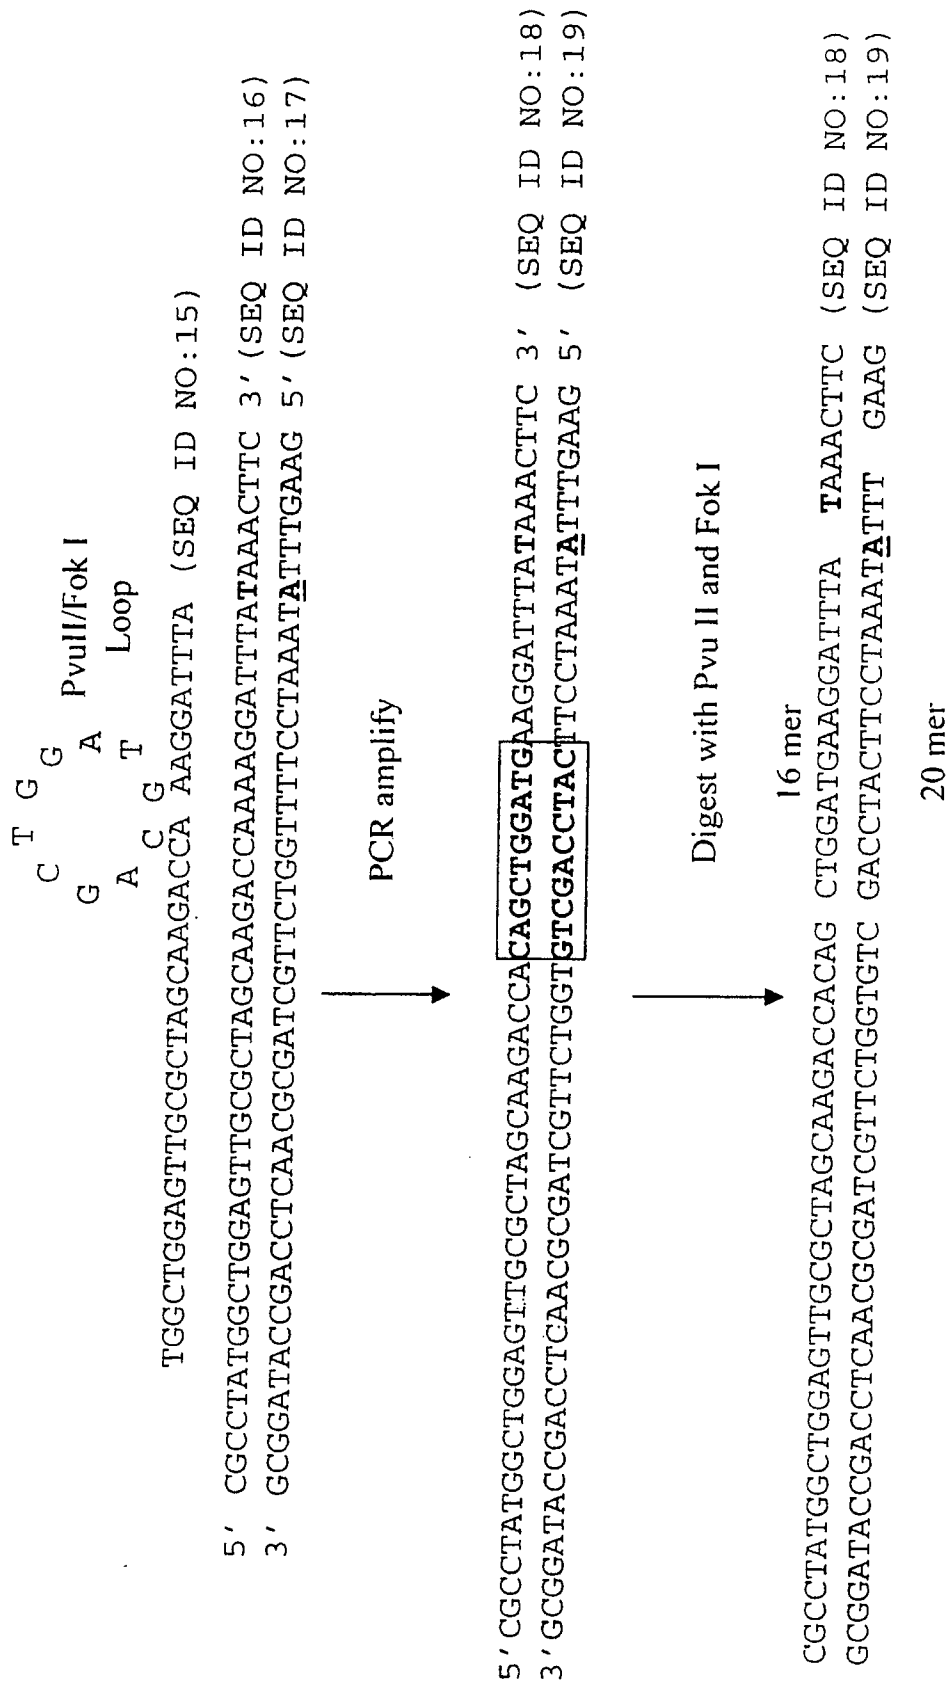 C A G C T G G A T G
PvuII/Fok I
Loop
TGGCTGGAGTTGCGCTAGCAAGACCA AAGGATTTA (SEQ ID NO:15)
5' CGCCTATGGCTGGAGTTGCGCTAGCAAGACCAAAAGGATTTATAAACTTC 3' (SEQ ID NO:16)
3' GCGGATACCGACCTCAACGCGATCGTTCTGGTTTTCCTAAATATTTGAAG 5' (SEQ ID NO:17)
PCR amplify
5'CGCCTATGGCTGGAGTTGCGCTAGCAAGACCACAGCTGGATGAAGGATTTATAAACTTC 3' (SEQ ID NO:18)
3'GCGGATACCGACCTCAACGCGATCGTTCTGGTGTCGACCTACTTCCTAAATATTTGAAG 5' (SEQ ID NO:19)
Digest with Pvu II and Fok I
16 mer
CGCCTATGGCTGGAGTTGCGCTAGCAAGACCACAG CTGGATGAAGGATTTA TAAACTTC (SEQ ID NO:18)
GCGGATACCGACCTCAACGCGATCGTTCTGGTGTC GACCTACTTCCTAAATATTT GAAG (SEQ ID NO:19)
20 mer